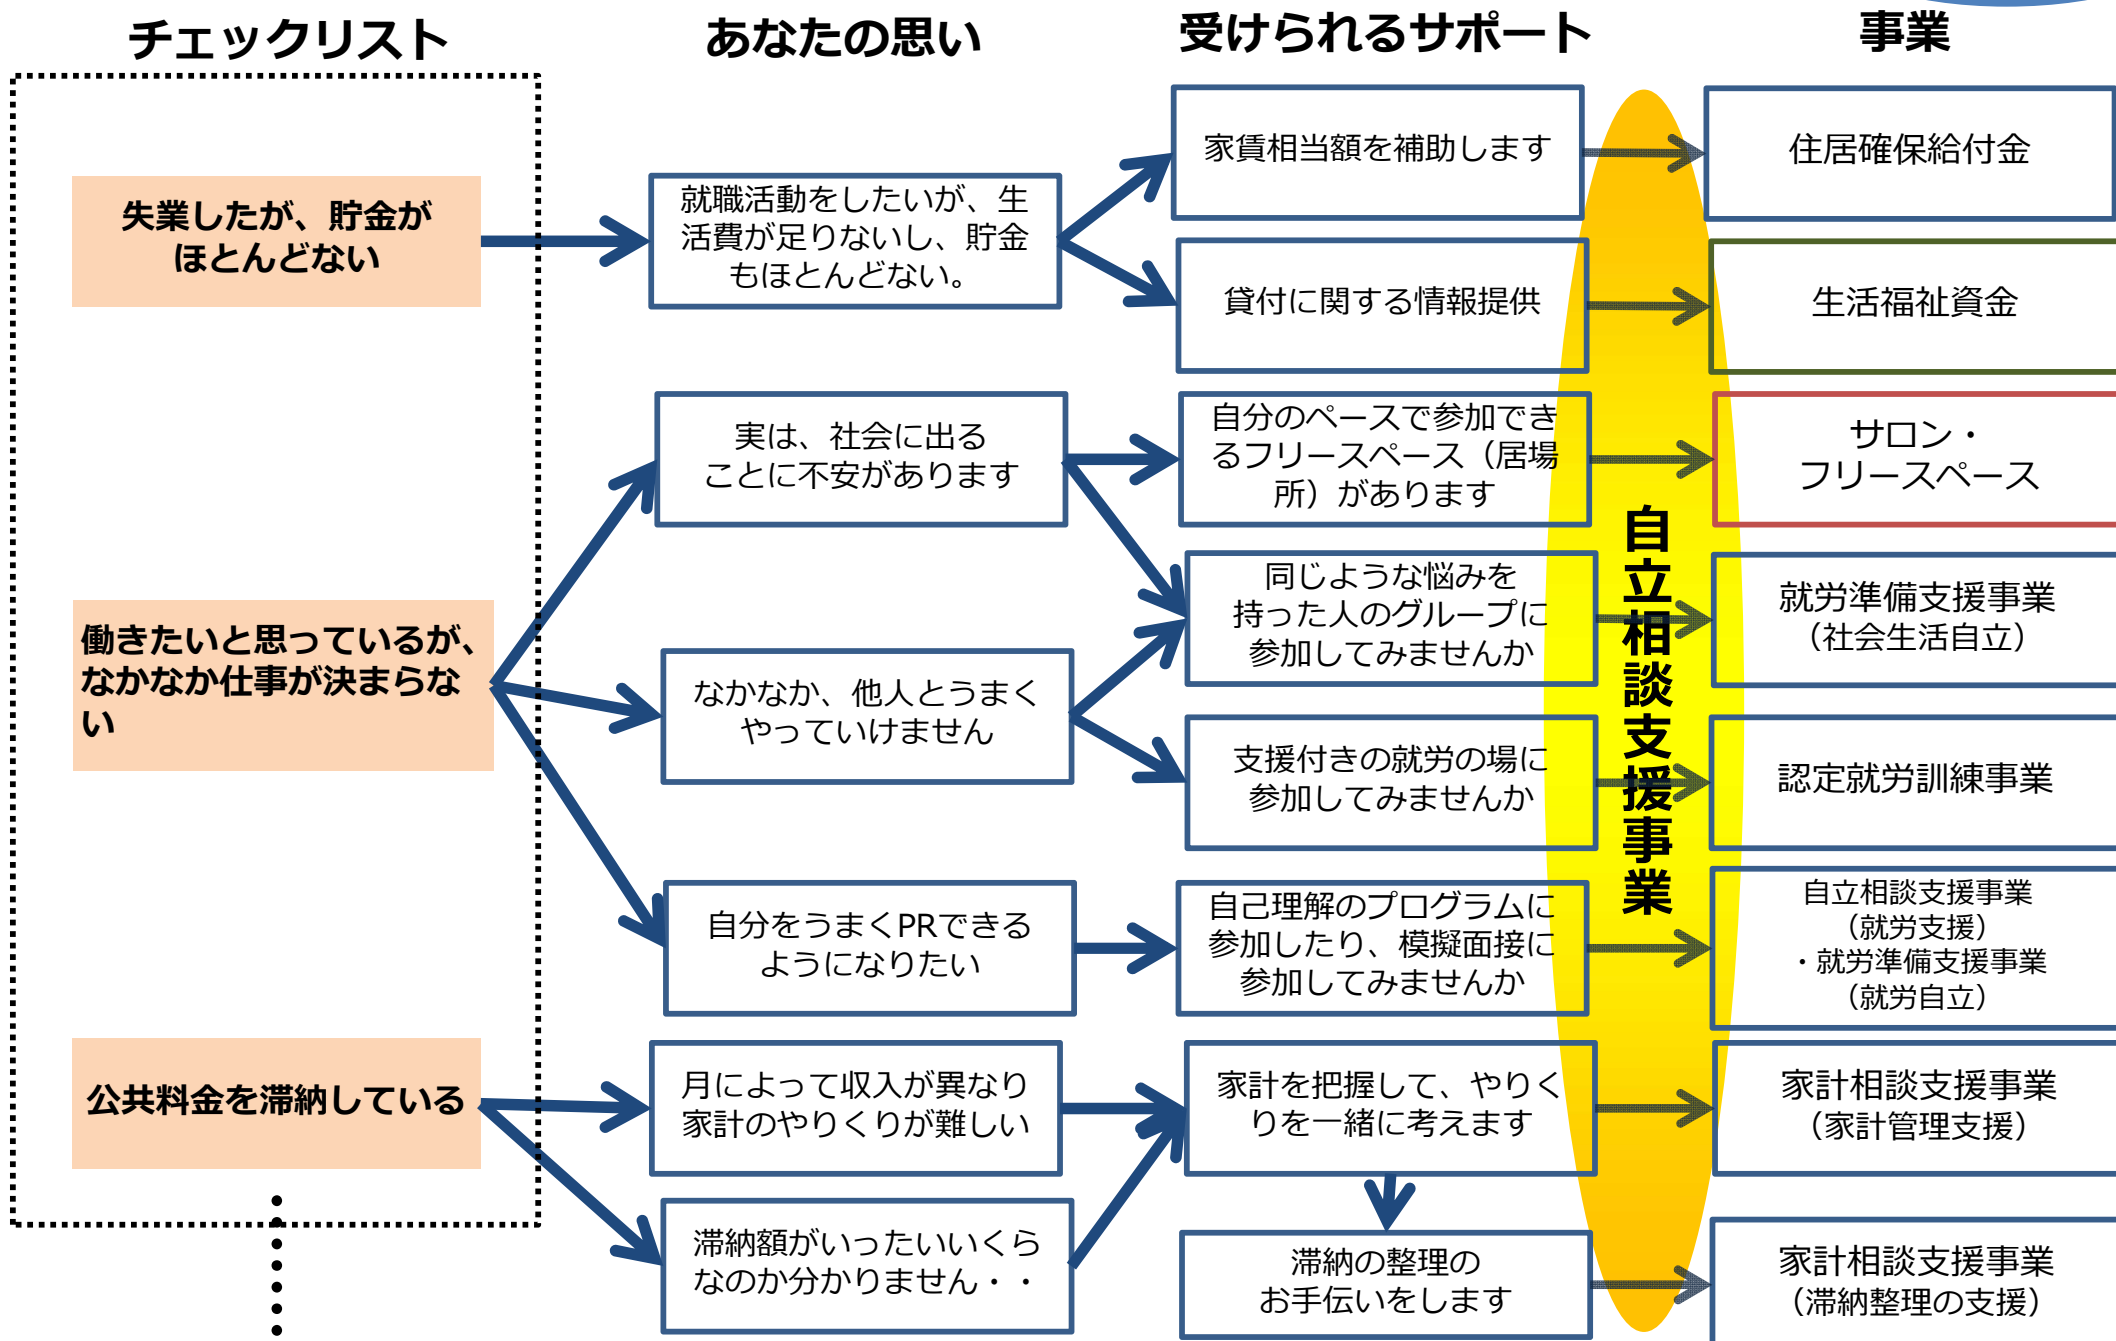 チェックリスト
あなたの思い
受けられるサポート
事業
失業したが、貯金が
ほとんどない
就職活動をしたいが、生
活費が足りないし、貯金
もほとんどない。
家賃相当額を補助します
住居確保給付金
貸付に関する情報提供
生活福祉資金
働きたいと思っているが、
なかなか仕事が決まらな
い
実は、社会に出る
ことに不安があります
自分のペースで参加でき
るフリースペース（居場
所）があります
サロン・
フリースペース
同じような悩みを
持った人のグループに
参加してみませんか
就労準備支援事業
（社会生活自立）
なかなか、他人とうまく
やっていけません
支援付きの就労の場に
参加してみませんか
認定就労訓練事業
自分をうまくPRできる
ようになりたい
自己理解のプログラムに
参加したり、模擬面接に
参加してみませんか
自立相談支援事業
（就労支援）
・就労準備支援事業
（就労自立）
自立相談支援事業
公共料金を滞納している
月によって収入が異なり
家計のやりくりが難しい
家計を把握して、やりく
りを一緒に考えます
家計相談支援事業
（家計管理支援）
滞納額がいったいいくら
なのか分かりません・・
滞納の整理の
お手伝いをします
家計相談支援事業
（滞納整理の支援）